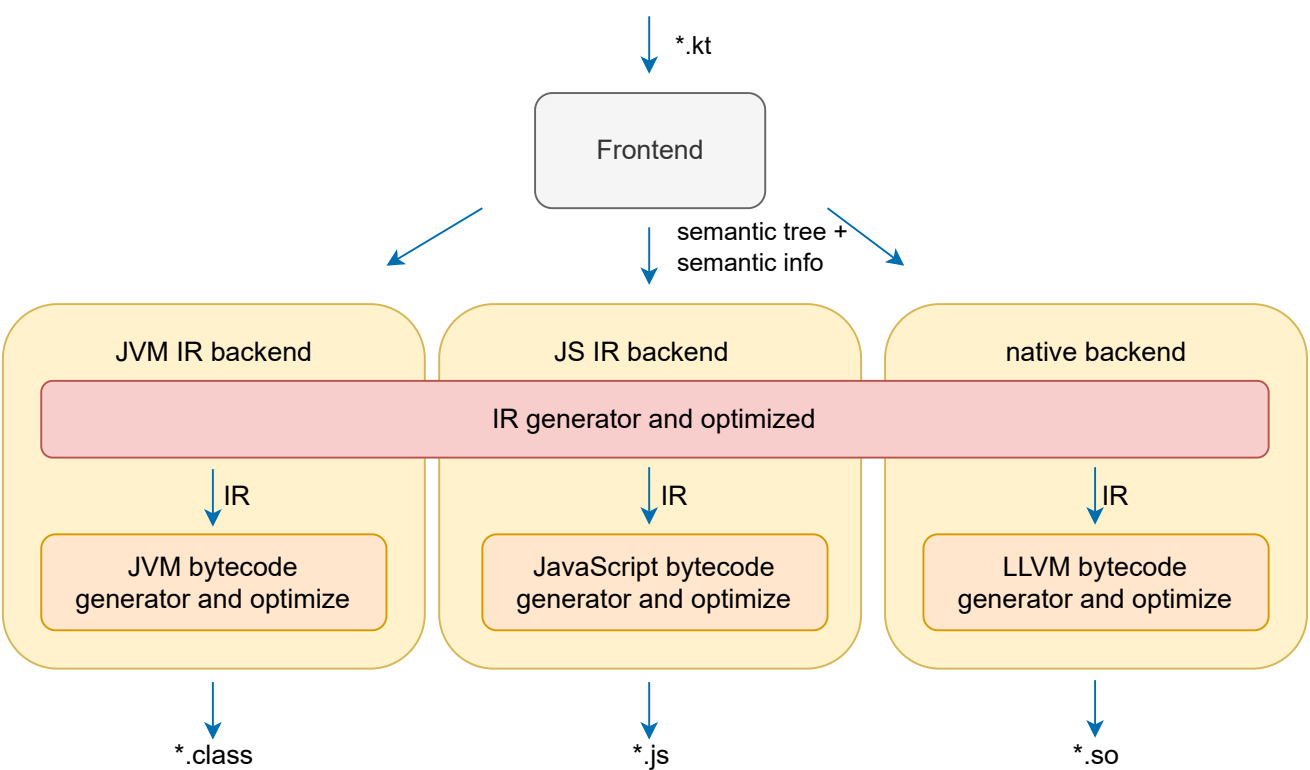 *.kt
Frontend
semantic tree +
semantic info
JVM IR backend
JS IR backend
native backend
IR generator and optimized
IR
IR
IR
JVM bytecode
generator and optimize
JavaScript bytecode
generator and optimize
LLVM bytecode
generator and optimize
*.class
*.js
*.so